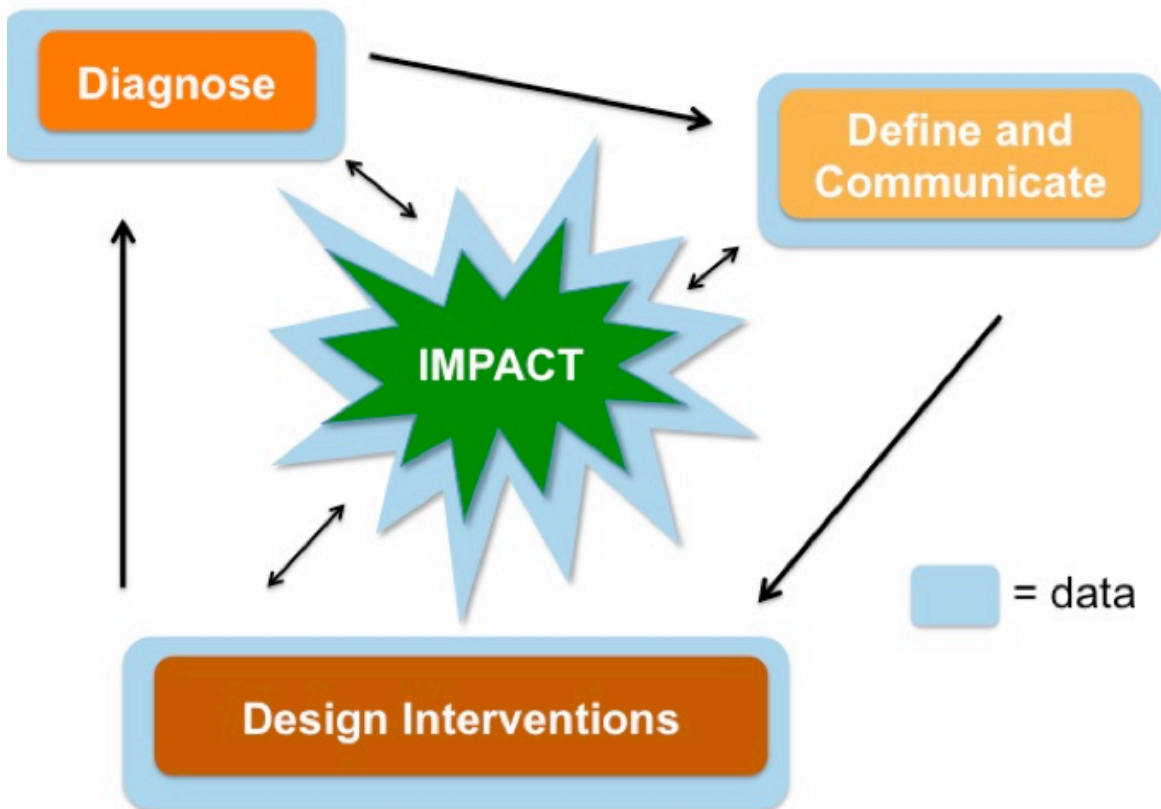 Diagnose
Define and
Communicate
IMPACT
= data
Design Interventions